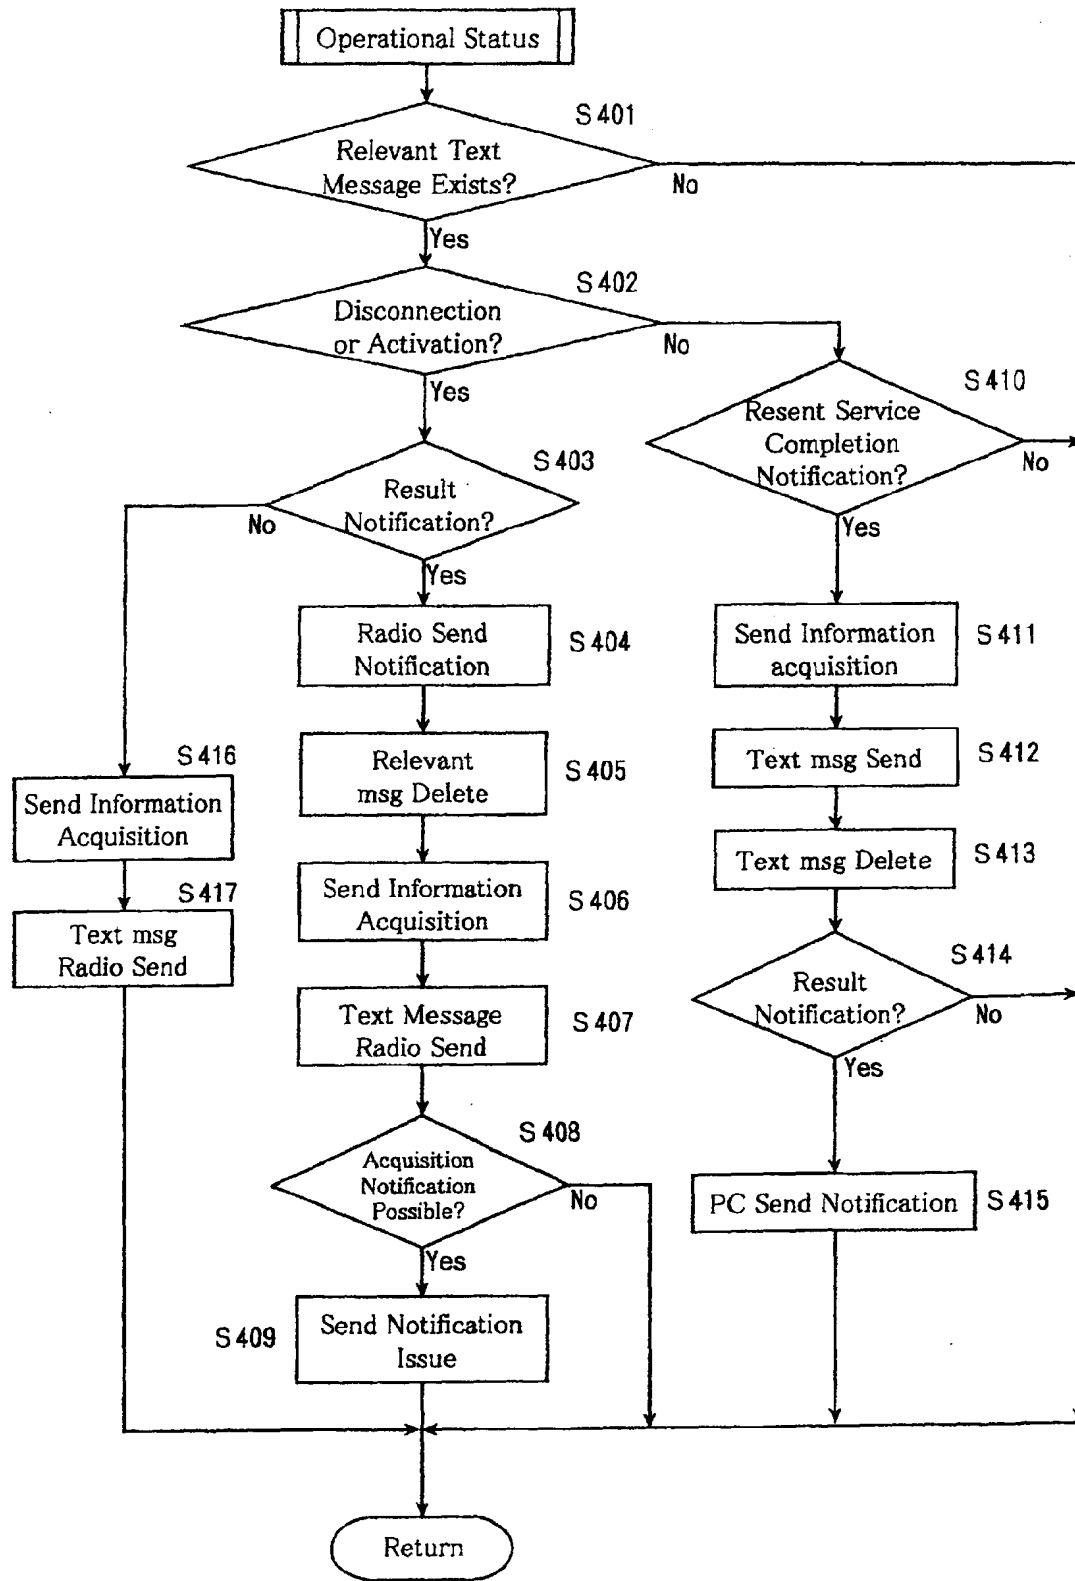 Operational Status
S401
Relevant Text
Message Exists?
No
Yes
S402
Disconnection
or Activation?
No
Yes
S410
Resent Service
Completion
Notification?
No
Yes
S403
Result
Notification?
No
Yes
Radio Send
Notification
S404
Send Information
acquisition
S411
Relevant
msg Delete
S405
Text msg Send
S412
S416
Send Information
Acquisition
Text msg Delete
S413
Send Information
Acquisition
S406
S417
Text msg
Radio Send
S414
Result
Notification?
No
Yes
Text Message
Radio Send
S407
S408
Acquisition
Notification
Possible?
No
Yes
PC Send Notification
S415
S409
Send Notification
Issue
Return